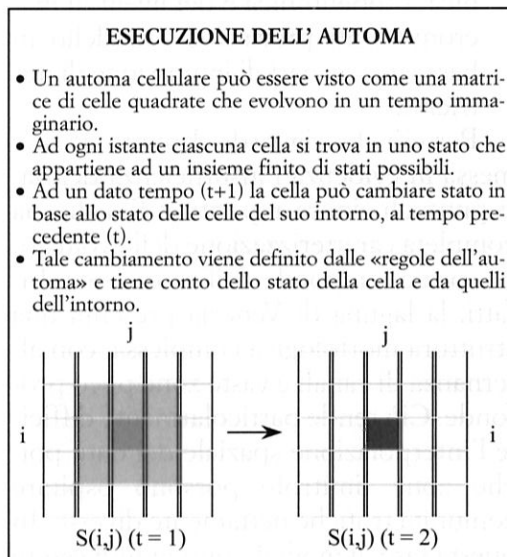 ESECUZIONE DELL' AUTOMA
• Un automa cellulare può essere visto come una matri-
ce di celle quadrate che evolvono in un tempo imma-
ginario.
• Ad ogni istante ciascuna cella si trova in uno stato che
appartiene ad un insieme finito di stati possibili.
• Ad un dato tempo (t+1) la cella può cambiare stato in
base allo stato delle celle del suo intorno, al tempo pre-
cedente (t).
• Tale cambiamento viene definito dalle «regole dell'au-
toma» e tiene conto dello stato della cella e da quelli
dell'intorno.
j j
i i
S(i,j) (t = 1) S(i,j) (t = 2)